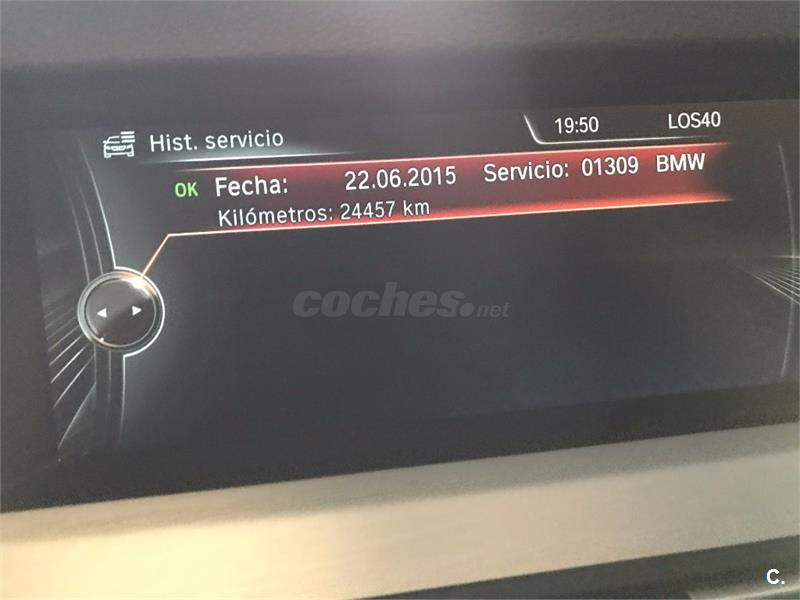 Hist. servicio
19:50
LOS40
OK Fecha: 22.06.2015 Servicio: 01309 BMW
Kilómetros: 24457 km
coches.net
C.